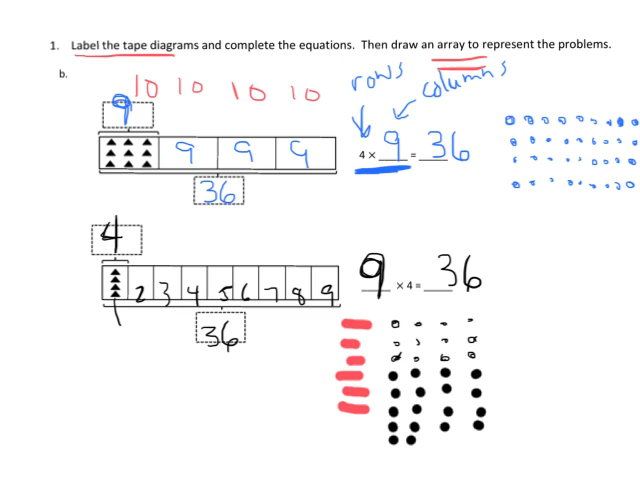 1. Label the tape diagrams and complete the equations. Then draw an array to represent the problems.
b.
10 10 10 10
rows
columns
9
9 9 9
36
4 × 9 = 36
4
1 2 3 4 5 6 7 8 9
36
9 × 4 = 36